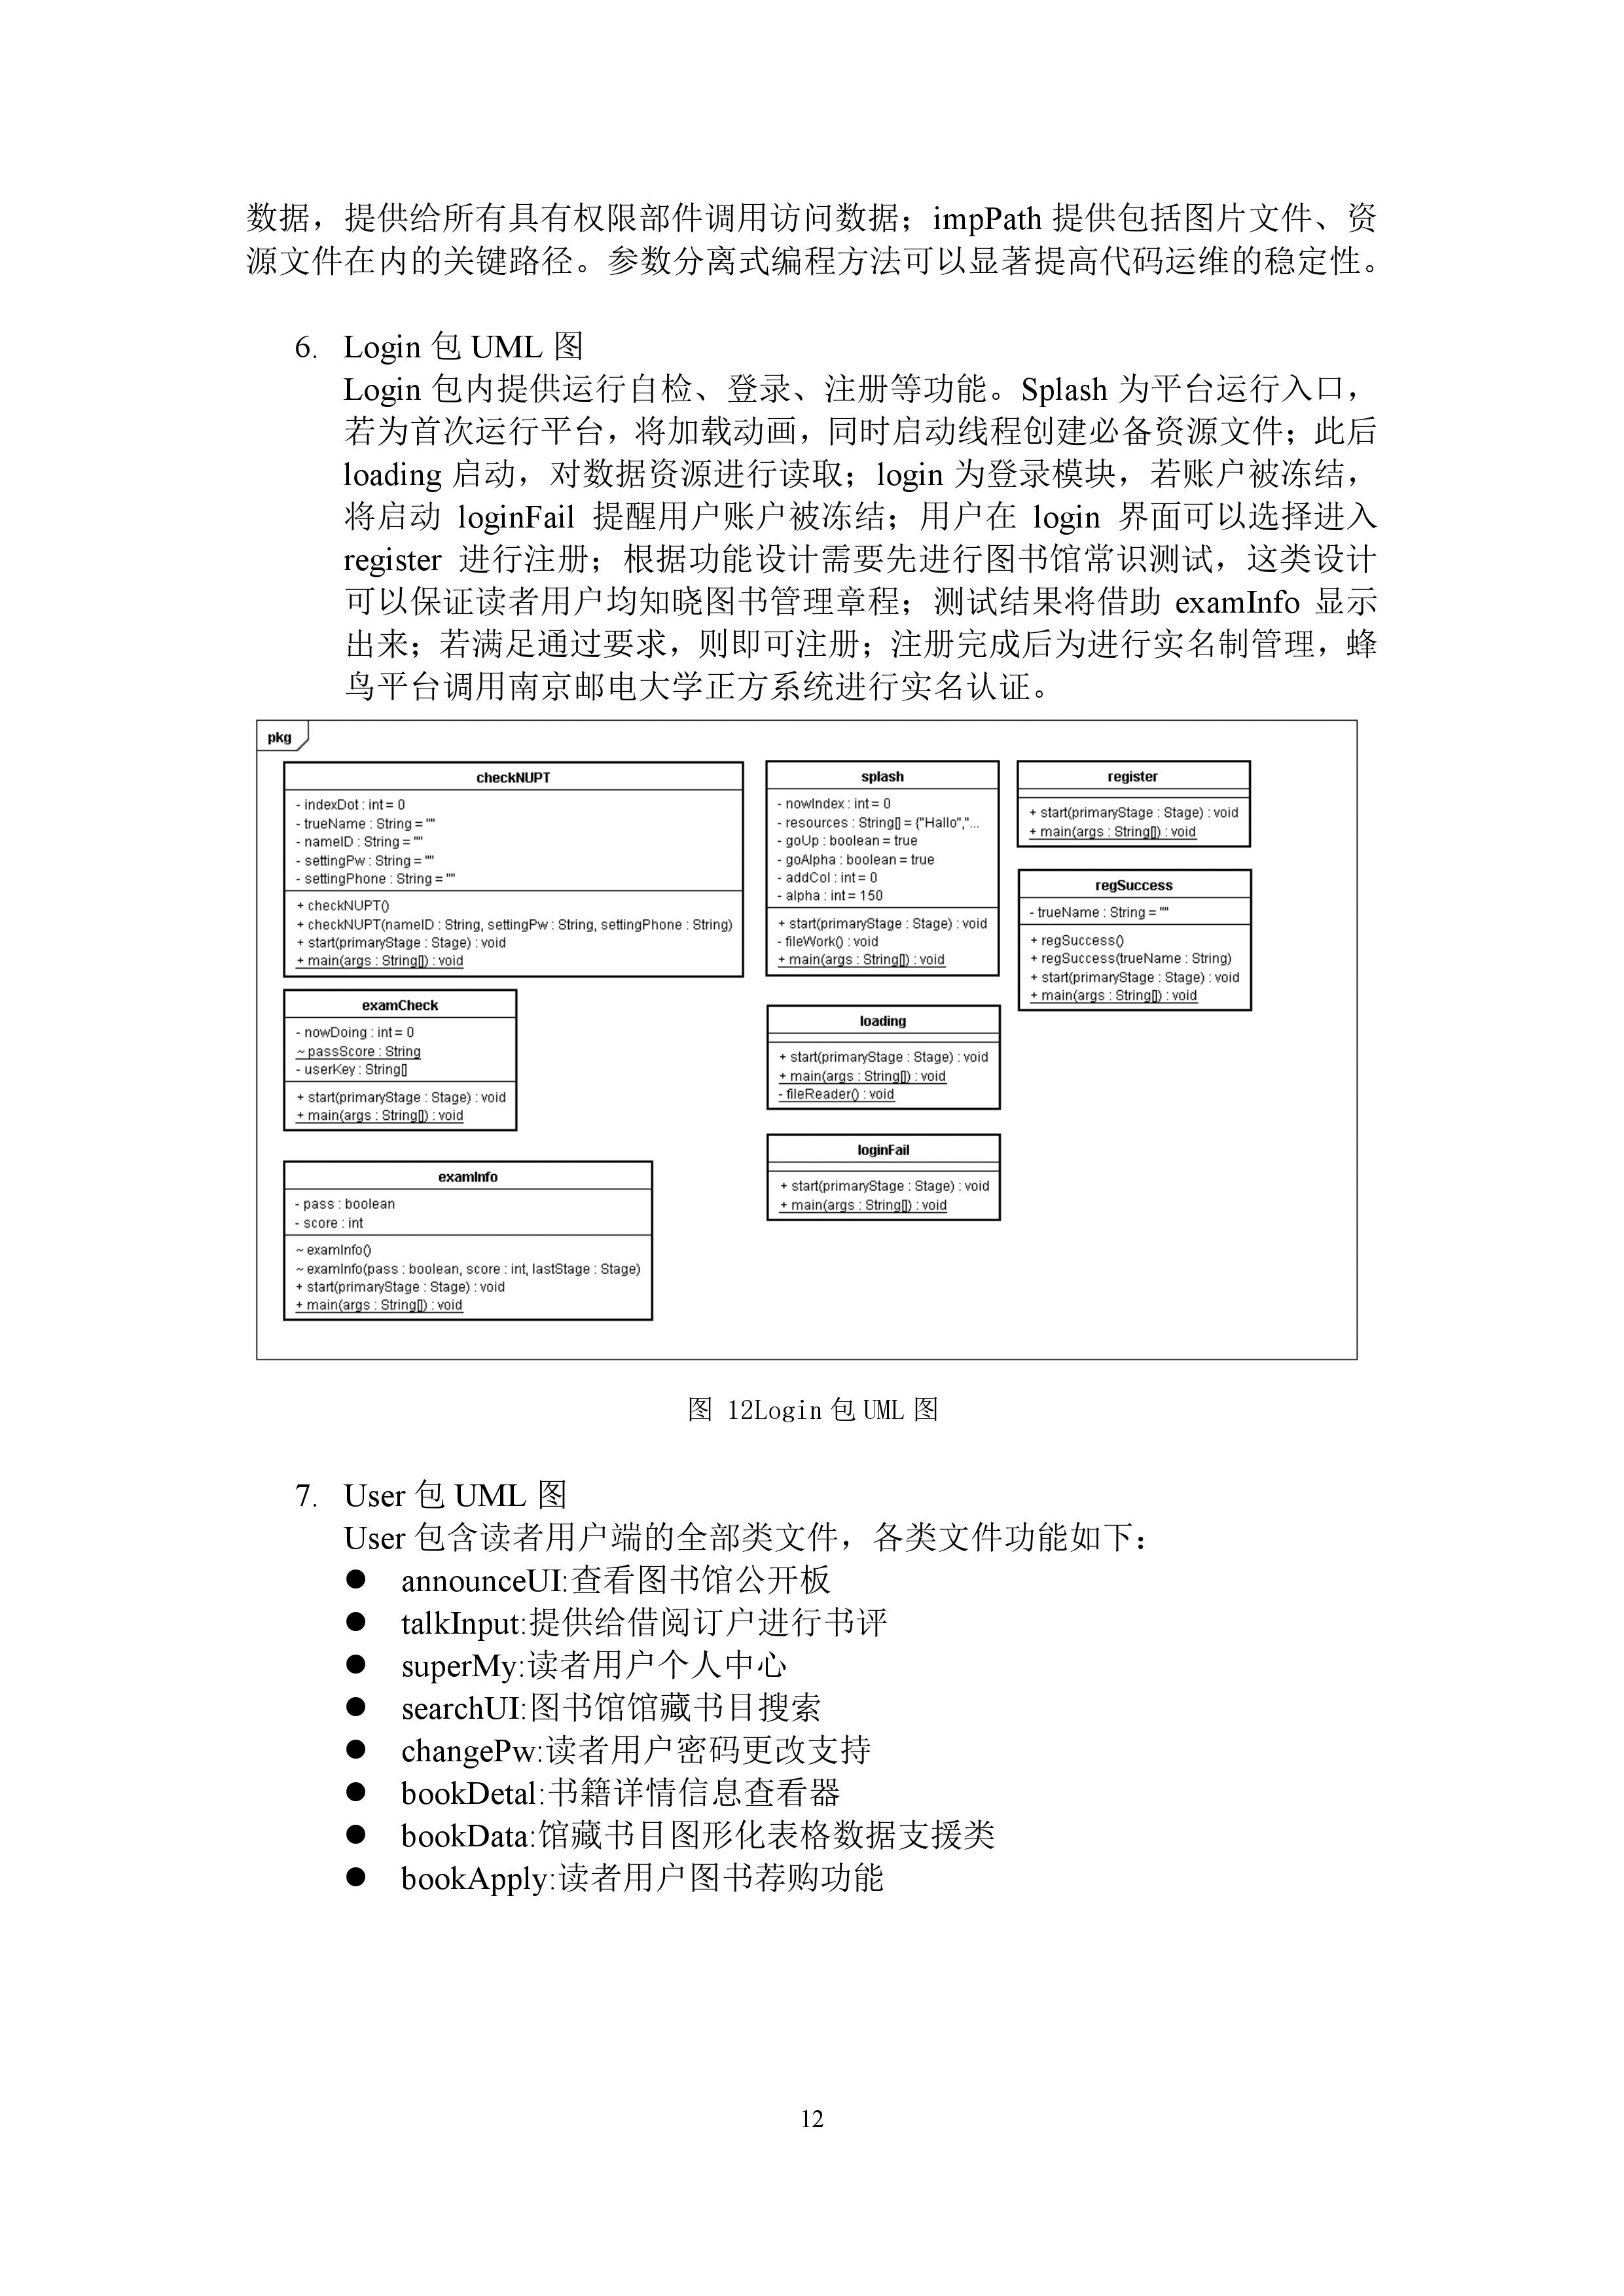 数据，提供给所有具有权限部件调用访问数据；impPath 提供包括图片文件、资
源文件在内的关键路径。参数分离式编程方法可以显著提高代码运维的稳定性。
6. Login 包 UML 图
Login 包内提供运行自检、登录、注册等功能。Splash 为平台运行入口，
若为首次运行平台，将加载动画，同时启动线程创建必备资源文件；此后
loading 启动，对数据资源进行读取；login 为登录模块，若账户被冻结，
将启动 loginFail 提醒用户账户被冻结；用户在 login 界面可以选择进入
register 进行注册；根据功能设计需要先进行图书馆常识测试，这类设计
可以保证读者用户均知晓图书管理章程；测试结果将借助 examInfo 显示
出来；若满足通过要求，则即可注册；注册完成后为进行实名制管理，蜂
鸟平台调用南京邮电大学正方系统进行实名认证。
pkg
checkNUPT
- indexDot : int = 0
- trueName : String = ""
- nameID : String = ""
- settingPw : String = ""
- settingPhone : String = ""
+ checkNUPT()
+ checkNUPT(nameID : String, settingPw : String, settingPhone : String)
+ start(primaryStage : Stage) : void
+ main(args : String[]) : void
splash
- nowIndex : int = 0
- resources : String[] = {"Hallo","...
- goUp : boolean = true
- goAlpha : boolean = true
- addCol : int = 0
- alpha : int = 150
+ start(primaryStage : Stage) : void
- fileWork() : void
+ main(args : String[]) : void
register
+ start(primaryStage : Stage) : void
+ main(args : String[]) : void
regSuccess
- trueName : String = ""
+ regSuccess()
+ regSuccess(trueName : String)
+ start(primaryStage : Stage) : void
+ main(args : String[]) : void
examCheck
- nowDoing : int = 0
~ passScore : String
- userKey : String[]
+ start(primaryStage : Stage) : void
+ main(args : String[]) : void
loading
+ start(primaryStage : Stage) : void
+ main(args : String[]) : void
- fileReader() : void
loginFail
+ start(primaryStage : Stage) : void
+ main(args : String[]) : void
examInfo
- pass : boolean
- score : int
~ examInfo()
~ examInfo(pass : boolean, score : int, lastStage : Stage)
+ start(primaryStage : Stage) : void
+ main(args : String[]) : void
图 12Login 包 UML 图
7. User 包 UML 图
User 包含读者用户端的全部类文件，各类文件功能如下：
● announceUI:查看图书馆公开板
● talkInput:提供给借阅订户进行书评
● superMy:读者用户个人中心
● searchUI:图书馆馆藏书目搜索
● changePw:读者用户密码更改支持
● bookDetal:书籍详情信息查看器
● bookData:馆藏书目图形化表格数据支援类
● bookApply:读者用户图书荐购功能
12